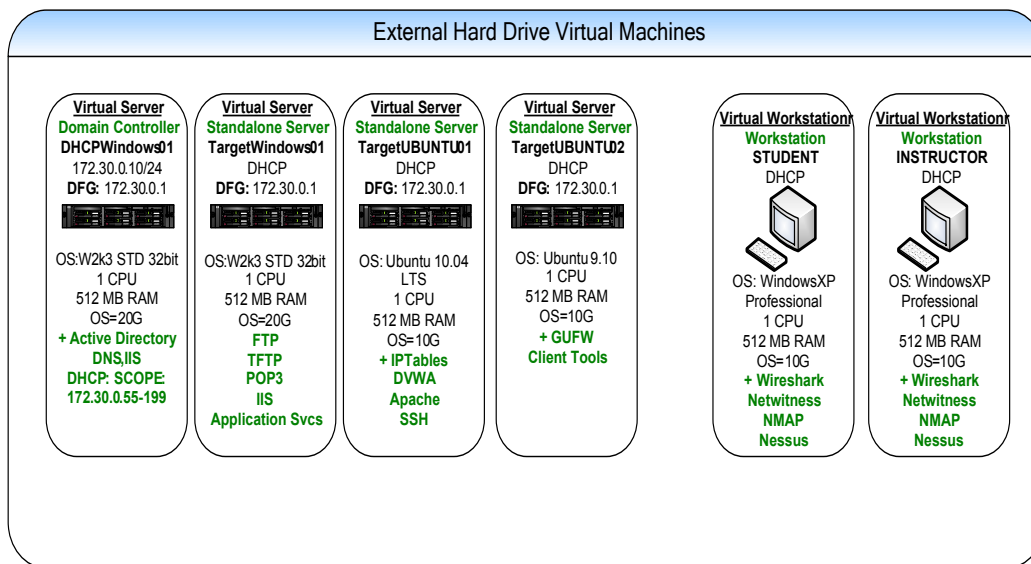 External Hard Drive Virtual Machines
Virtual Server
Domain Controller
DHCPWindows01
172.30.0.10/24
DFG: 172.30.0.1
OS:W2k3 STD 32bit
1 CPU
512 MB RAM
OS=20G
+ Active Directory
DNS,IIS
DHCP: SCOPE:
172.30.0.55-199
Virtual Server
Standalone Server
TargetWindows01
DHCP
DFG: 172.30.0.1
OS:W2k3 STD 32bit
1 CPU
512 MB RAM
OS=20G
FTP
TFTP
POP3
IIS
Application Svcs
Virtual Server
Standalone Server
TargetUBUNTU01
DHCP
DFG: 172.30.0.1
OS: Ubuntu 10.04
LTS
1 CPU
512 MB RAM
OS=10G
+ IPTables
DVWA
Apache
SSH
Virtual Server
Standalone Server
TargetUBUNTU02
DHCP
DFG: 172.30.0.1
OS: Ubuntu 9.10
1 CPU
512 MB RAM
OS=10G
+ GUFW
Client Tools
Virtual Workstationr
Workstation
STUDENT
DHCP
OS: WindowsXP
Professional
1 CPU
512 MB RAM
OS=10G
+ Wireshark
Netwitness
NMAP
Nessus
Virtual Workstationr
Workstation
INSTRUCTOR
DHCP
OS: WindowsXP
Professional
1 CPU
512 MB RAM
OS=10G
+ Wireshark
Netwitness
NMAP
Nessus